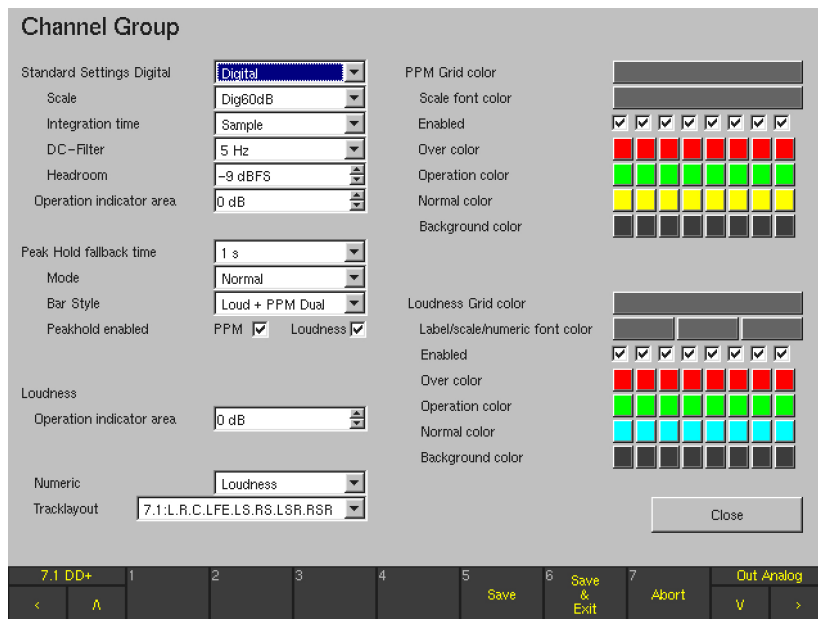 Channel Group
Standard Settings Digital Digital
Scale Dig60dB
Integration time Sample
DC-Filter 5 Hz
Headroom -9 dBFS
Operation indicator area 0 dB
Peak Hold fallback time 1 s
Mode Normal
Bar Style Loud + PPM Dual
Peakhold enabled PPM Loudness
Loudness
Operation indicator area 0 dB
Numeric Loudness
Tracklayout 7.1:L.R.C.LFE.LS.RS.LSR.RSR
PPM Grid color
Scale font color
Enabled
Over color
Operation color
Normal color
Background color
Loudness Grid color
Label/scale/numeric font color
Enabled
Over color
Operation color
Normal color
Background color
Close
7.1 DD+
< Λ
1
2
3
4
5 Save
6 Save
&
Exit
7 Abort
Out Analog
V >